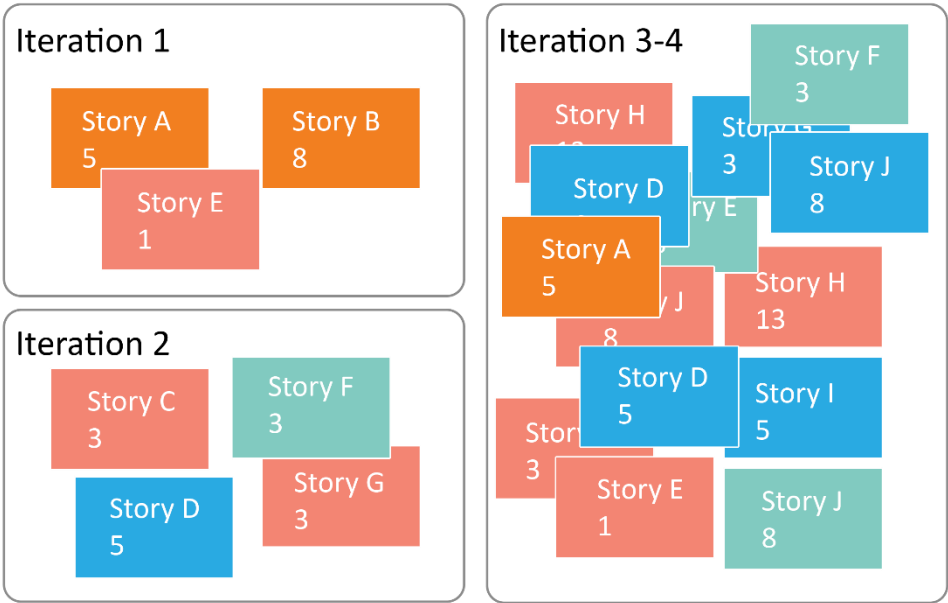 Iteration 1
Story A
5
Story B
8
Story E
1
Iteration 2
Story C
3
Story F
3
Story D
5
Story G
3
Iteration 3-4
Story F
3
Story H
Story G
3
Story J
8
Story D
E
Story A
5
Story H
13
J
8
Story D
5
Story I
5
3
Story E
1
Story J
8